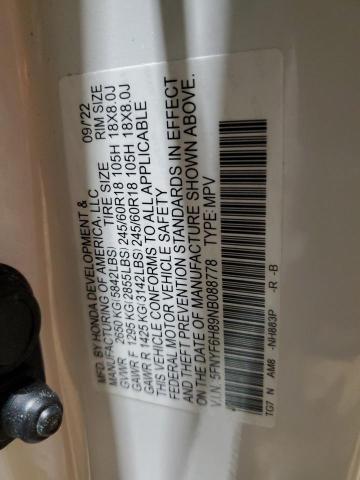 MFD. BY HONDA DEVELOPMENT & 09/22
MANUFACTURING OF AMERICA, LLC
GVWR 2650 KG(5842LBS) TIRE SIZE RIM SIZE
GAWR F 1295 KG(2855LBS) 245/60R18 105H 18X8.0J
GAWR R 1425 KG(3142LBS) 245/60R18 105H 18X8.0J
THIS VEHICLE CONFORMS TO ALL APPLICABLE
FEDERAL MOTOR VEHICLE SAFETY
AND THEFT PREVENTION STANDARDS IN EFFECT
ON THE DATE OF MANUFACTURE SHOWN ABOVE.
V.I.N. 5FNYF6H89NB088778 TYPE: MPV
TG7 N AM8 -NH883P -R -B